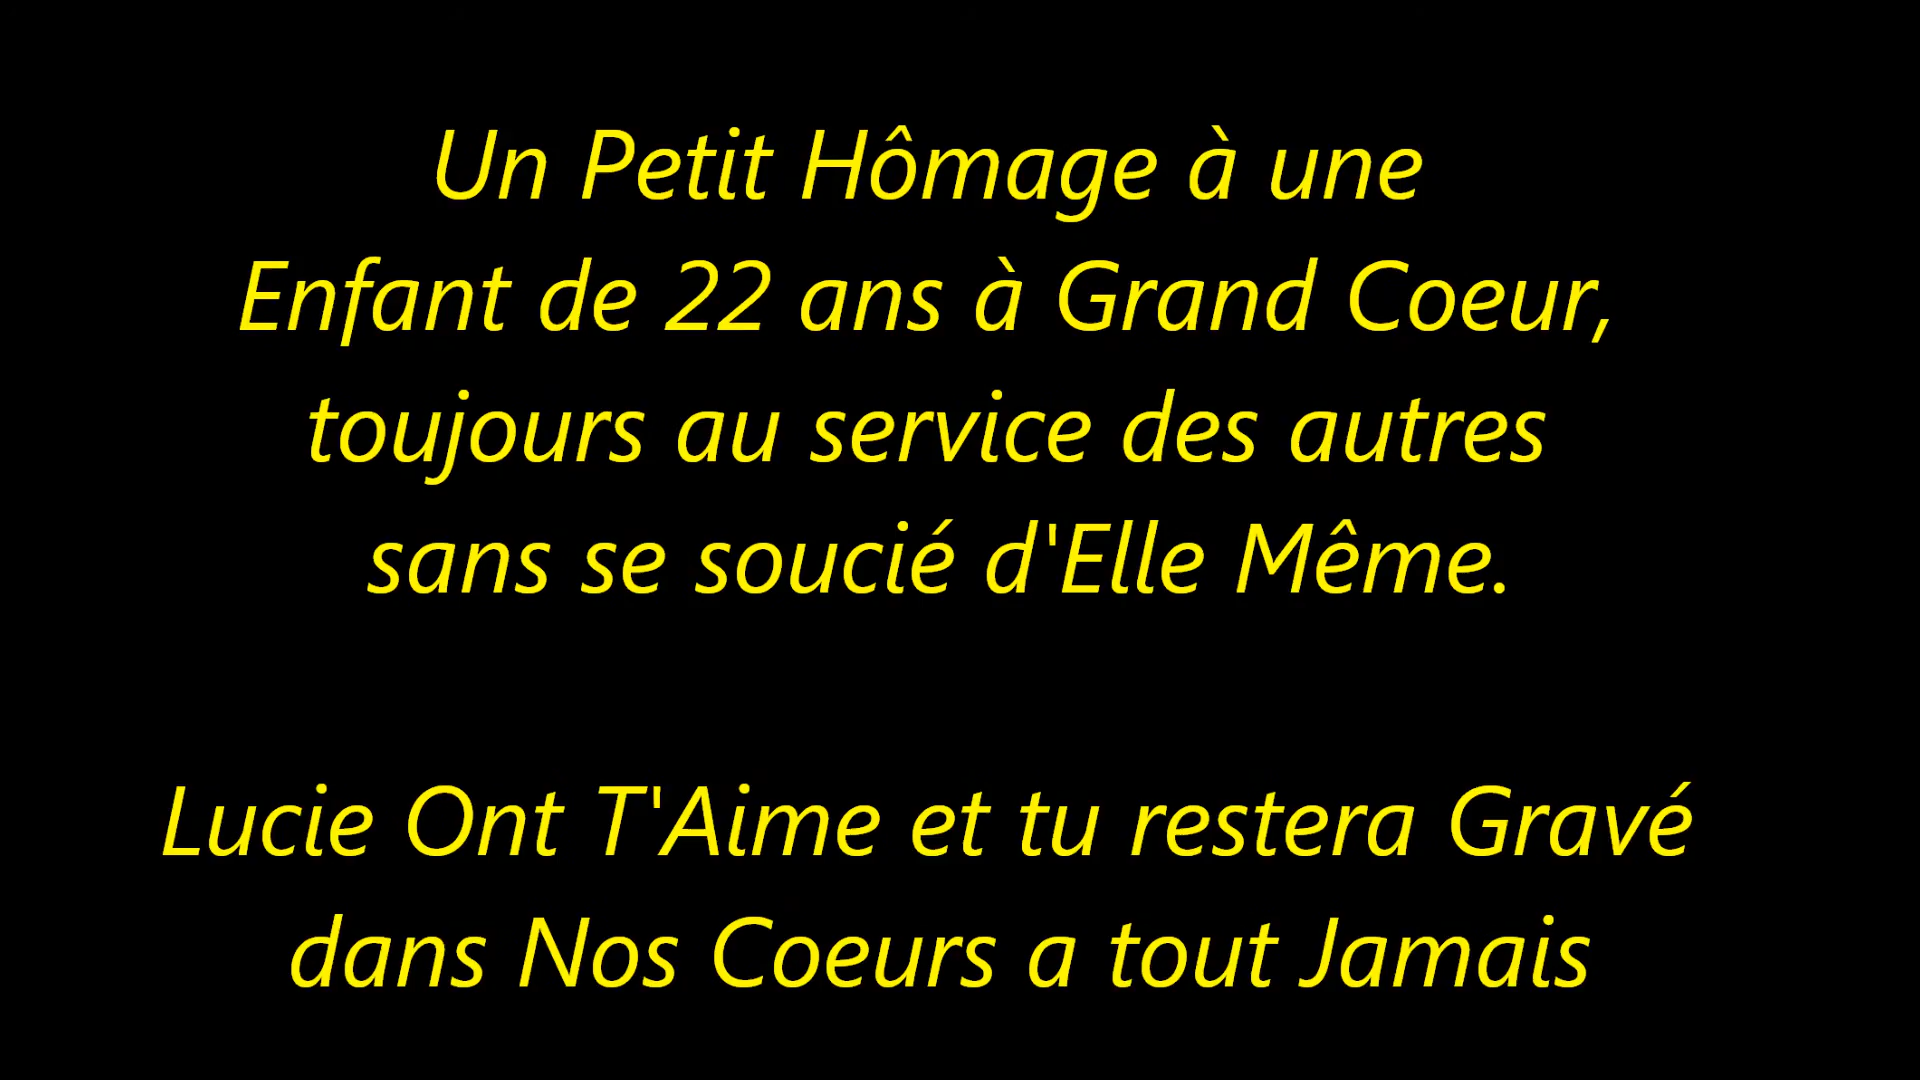 Un Petit Hômage à une
Enfant de 22 ans à Grand Coeur,
toujours au service des autres
sans se soucié d'Elle Même.
Lucie Ont T'Aime et tu restera Gravé
dans Nos Coeurs a tout Jamais